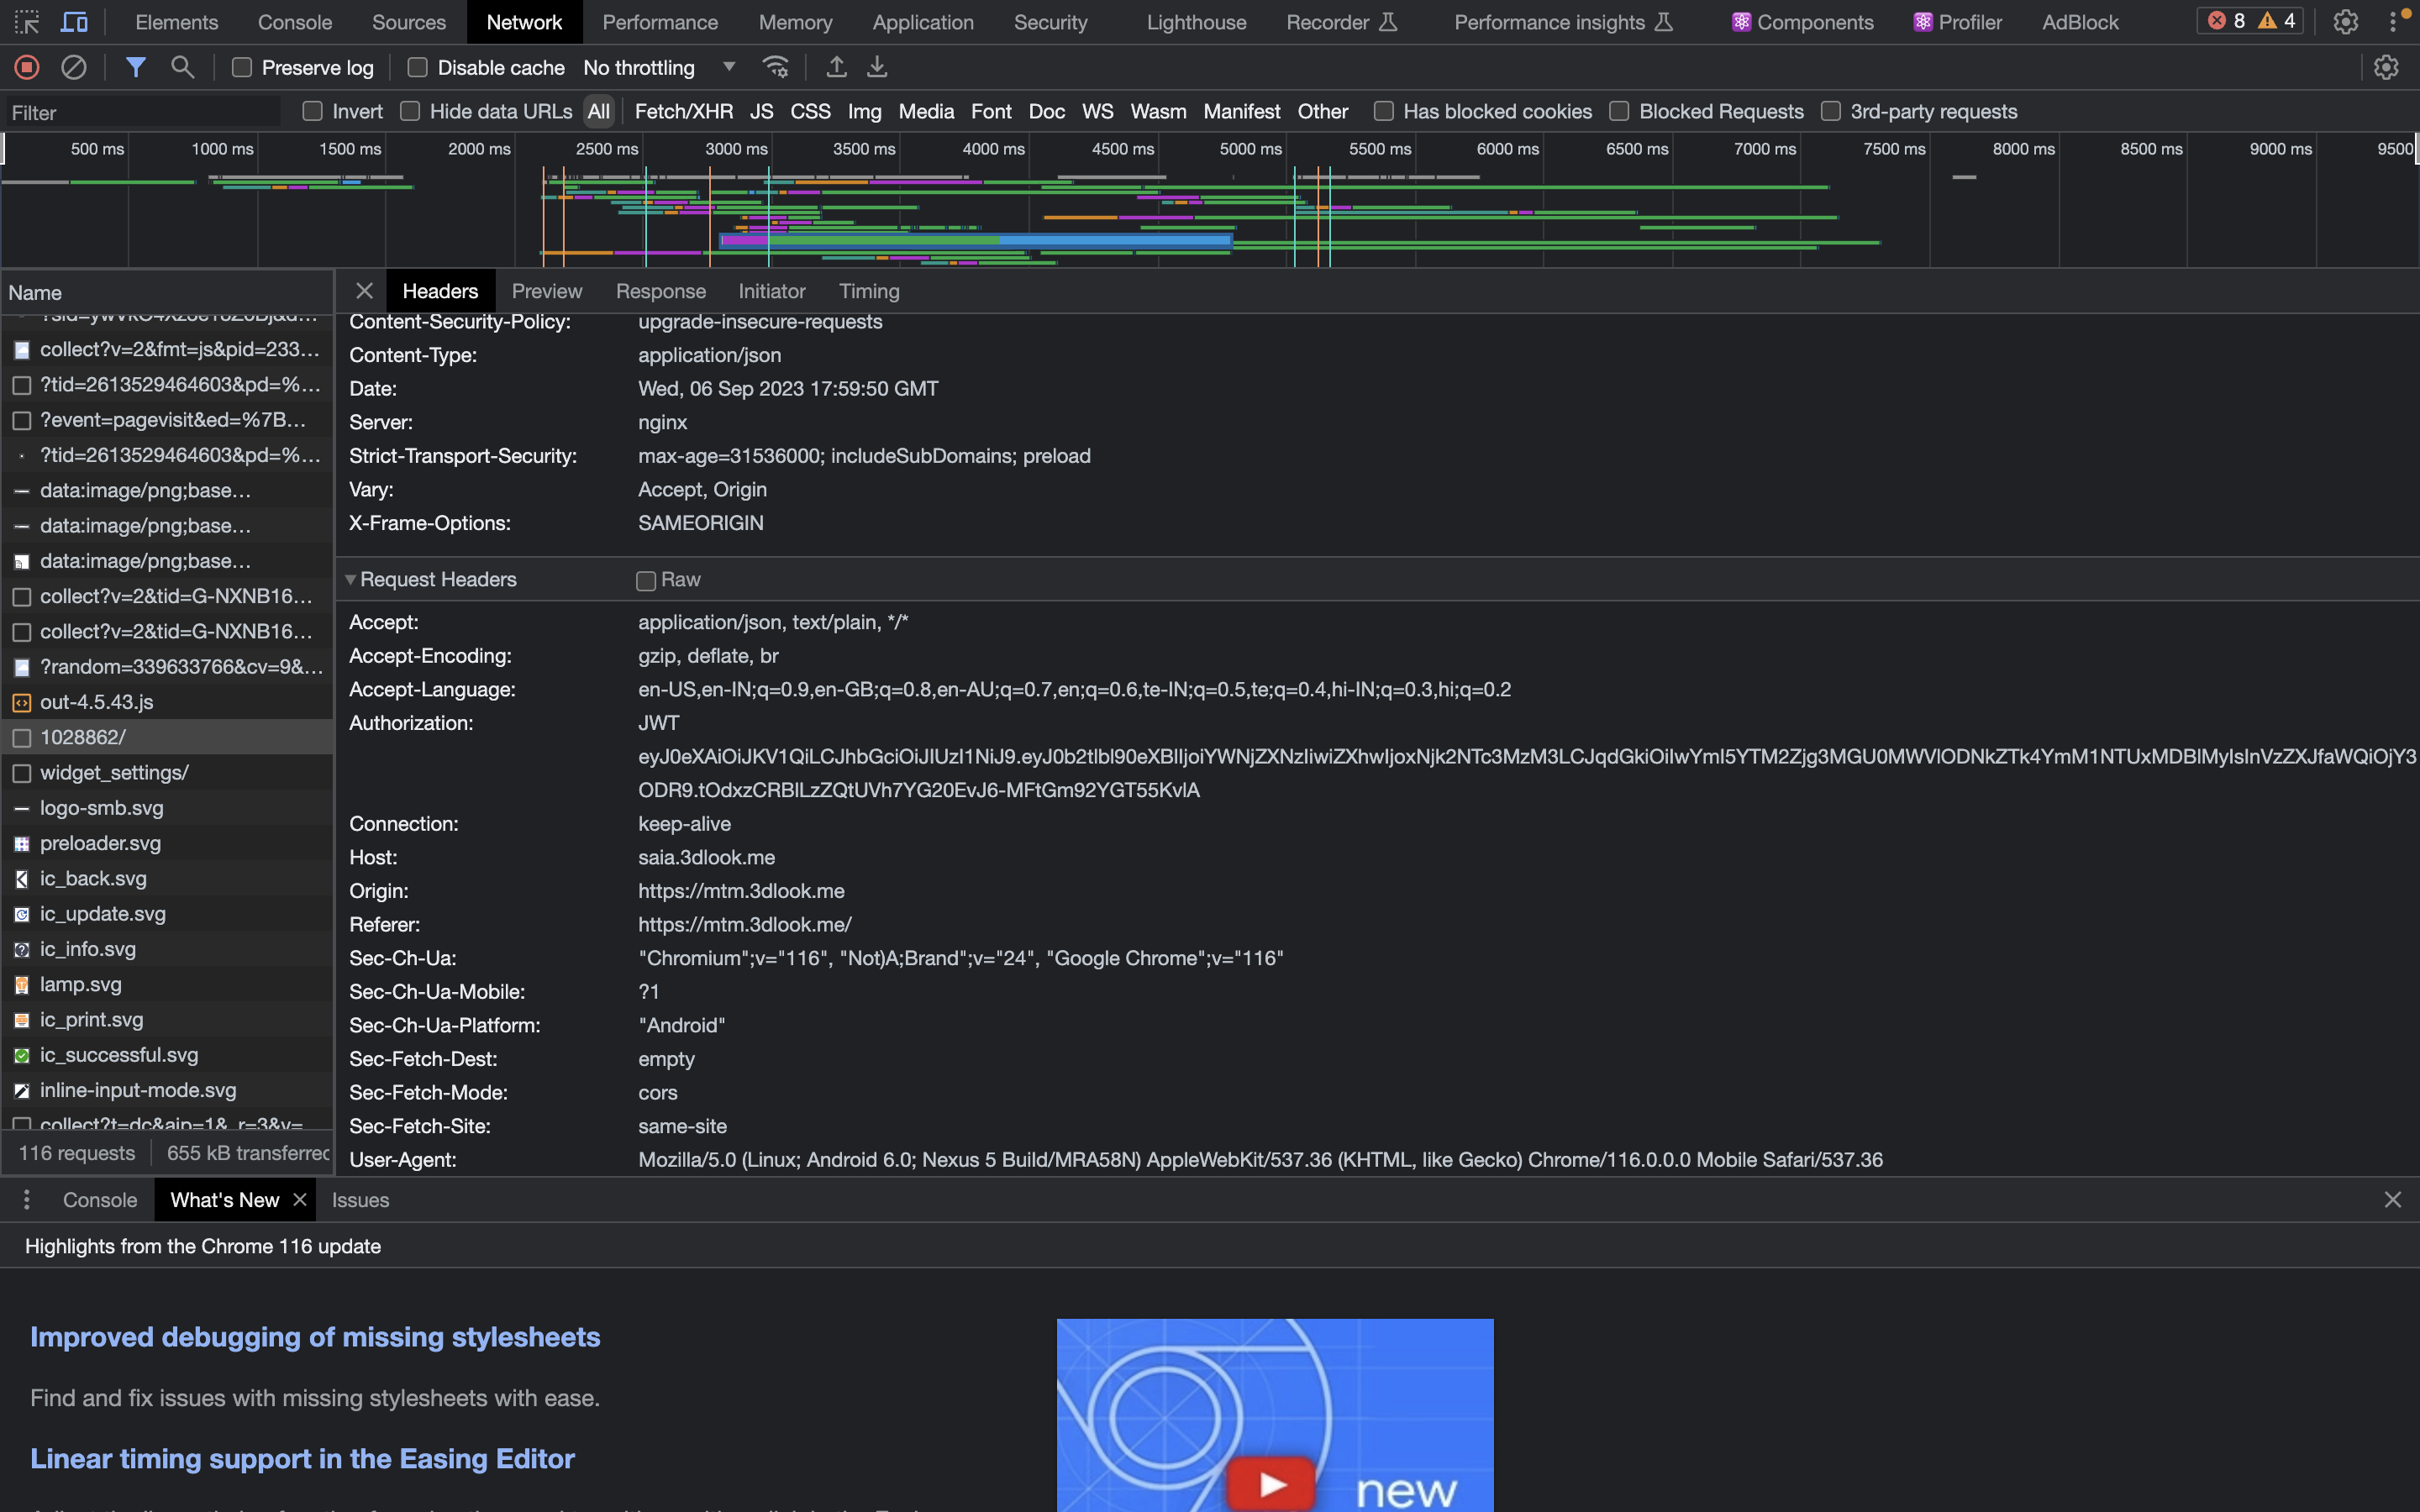 Elements Console Sources Network Performance Memory Application Security Lighthouse Recorder Performance insights Components Profiler AdBlock 8 4
Preserve log Disable cache No throttling
Filter Invert Hide data URLs All Fetch/XHR JS CSS Img Media Font Doc WS Wasm Manifest Other Has blocked cookies Blocked Requests 3rd-party requests
500 ms 1000 ms 1500 ms 2000 ms 2500 ms 3000 ms 3500 ms 4000 ms 4500 ms 5000 ms 5500 ms 6000 ms 6500 ms 7000 ms 7500 ms 8000 ms 8500 ms 9000 ms 9500
Name
collect?v=2&fmt=js&pid=233…
?tid=2613529464603&pd=%…
?event=pagevisit&ed=%7B…
?tid=2613529464603&pd=%…
data:image/png;base…
data:image/png;base…
data:image/png;base…
collect?v=2&tid=G-NXNB16…
collect?v=2&tid=G-NXNB16…
?random=339633766&cv=9&…
out-4.5.43.js
1028862/
widget_settings/
logo-smb.svg
preloader.svg
ic_back.svg
ic_update.svg
ic_info.svg
lamp.svg
ic_print.svg
ic_successful.svg
inline-input-mode.svg
collect?t=dc&aip=1&_r=3&v=
116 requests 655 kB transferred
Headers Preview Response Initiator Timing
Content-Security-Policy: upgrade-insecure-requests
Content-Type: application/json
Date: Wed, 06 Sep 2023 17:59:50 GMT
Server: nginx
Strict-Transport-Security: max-age=31536000; includeSubDomains; preload
Vary: Accept, Origin
X-Frame-Options: SAMEORIGIN
Request Headers Raw
Accept: application/json, text/plain, */*
Accept-Encoding: gzip, deflate, br
Accept-Language: en-US,en-IN;q=0.9,en-GB;q=0.8,en-AU;q=0.7,en;q=0.6,te-IN;q=0.5,te;q=0.4,hi-IN;q=0.3,hi;q=0.2
Authorization: JWT
Connection: keep-alive
Host: saia.3dlook.me
Origin: https://mtm.3dlook.me
Referer: https://mtm.3dlook.me/
Sec-Ch-Ua: "Chromium";v="116", "Not)A;Brand";v="24", "Google Chrome";v="116"
Sec-Ch-Ua-Mobile: ?1
Sec-Ch-Ua-Platform: "Android"
Sec-Fetch-Dest: empty
Sec-Fetch-Mode: cors
Sec-Fetch-Site: same-site
User-Agent: Mozilla/5.0 (Linux; Android 6.0; Nexus 5 Build/MRA58N) AppleWebKit/537.36 (KHTML, like Gecko) Chrome/116.0.0.0 Mobile Safari/537.36
Console What's New Issues
Highlights from the Chrome 116 update
Improved debugging of missing stylesheets
Find and fix issues with missing stylesheets with ease.
Linear timing support in the Easing Editor
new